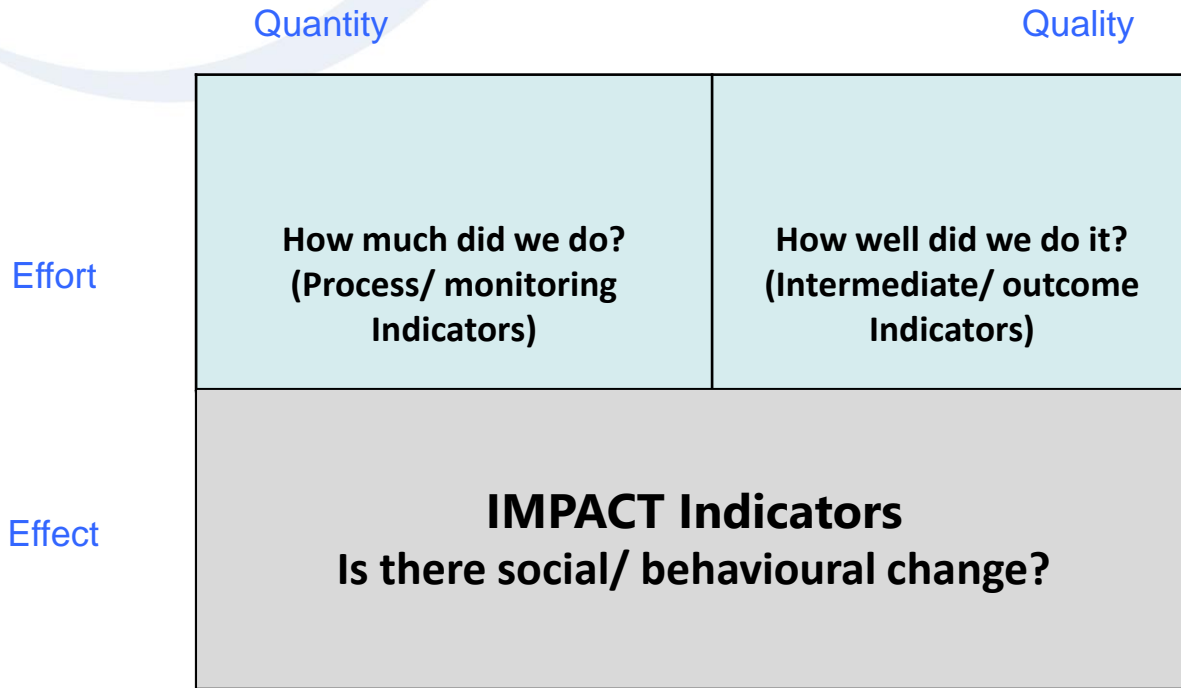 Quantity
Quality
Effort
How much did we do?
(Process/ monitoring
Indicators)
How well did we do it?
(Intermediate/ outcome
Indicators)
Effect
IMPACT Indicators
Is there social/ behavioural change?